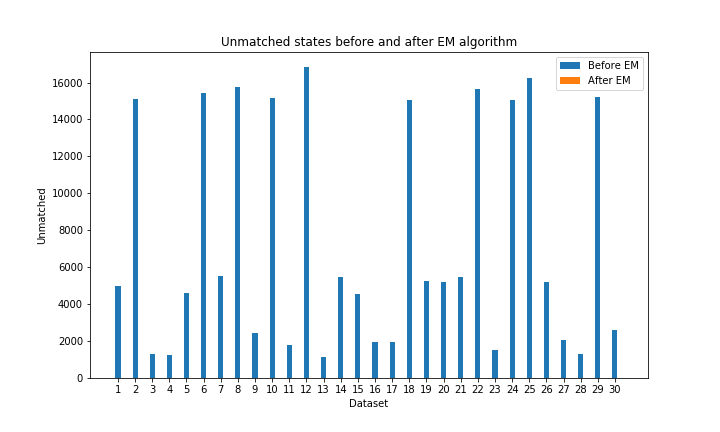 Unmatched states before and after EM algorithm
Before EM
After EM
Unmatched
16000
14000
12000
10000
8000
6000
4000
2000
0
1 2 3 4 5 6 7 8 9 10 11 12 13 14 15 16 17 18 19 20 21 22 23 24 25 26 27 28 29 30
Dataset